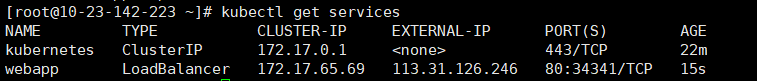 [root@10-23-142-223 ~]# kubectl get services
NAME TYPE CLUSTER-IP EXTERNAL-IP PORT(S) AGE
kubernetes ClusterIP 172.17.0.1 <none> 443/TCP 22m
webapp LoadBalancer 172.17.65.69 113.31.126.246 80:34341/TCP 15s